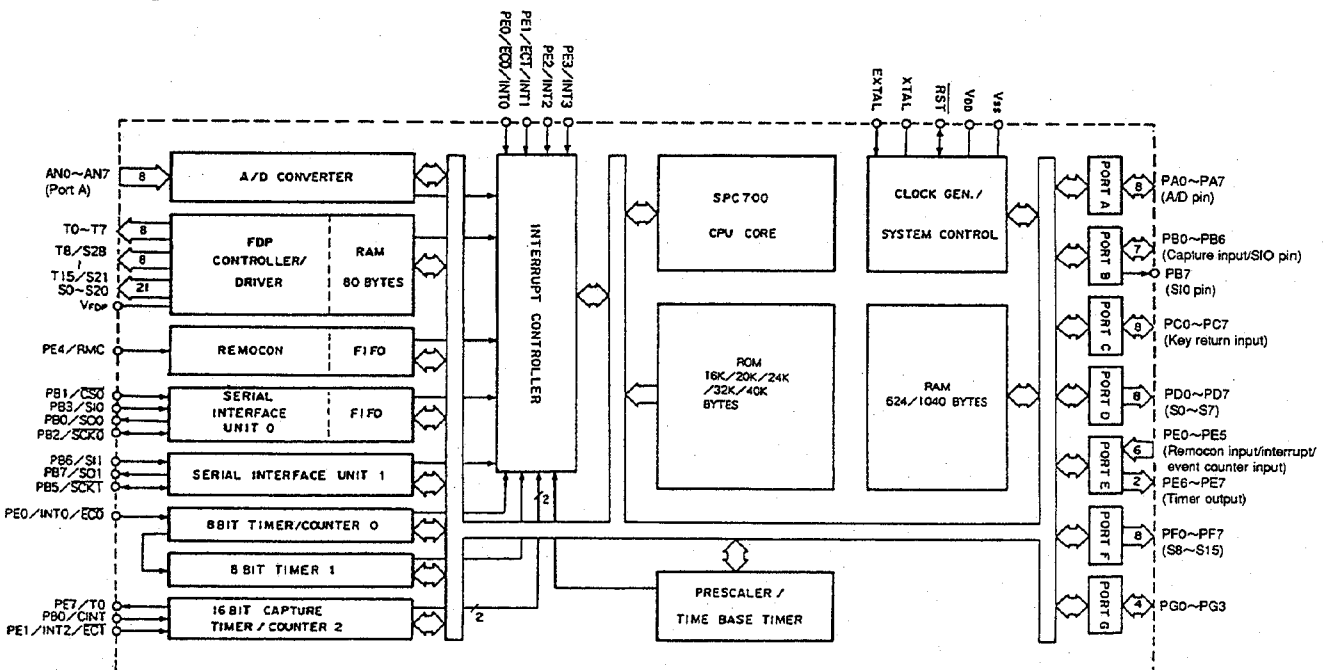 PE0/EC0/INT0
PE1/ECT/INT1
PE2/INT2
PE3/INT3
EXTAL
XTAL
RST
VDD
VSS
AN0~AN7
(Port A)
8
A/D CONVERTER
T0~T7
8
T8/S28
8
T15/S21
S0~S20
21
VFDP
FDP
CONTROLLER/
DRIVER
RAM
80 BYTES
PE4/RMC
REMOCON
FIFO
PB1/CS0
PB3/SI0
PB0/SO0
PB2/SCK0
SERIAL
INTERFACE
UNIT 0
FIFO
PB6/SI1
PB7/SO1
PB5/SCKT
SERIAL INTERFACE UNIT 1
PE0/INT0/EC0
8BIT TIMER/COUNTER 0
8BIT TIMER 1
PE7/TO
PB0/CINT
PE1/INT2/ECT
16BIT CAPTURE
TIMER/COUNTER 2
2
2
INTERRUPT CONTROLLER
SPC700
CPU CORE
CLOCK GEN./
SYSTEM CONTROL
ROM
16K/20K/24K
/32K/40K
BYTES
RAM
624/1040 BYTES
PRESCALER/
TIME BASE TIMER
PORT A
8
PA0~PA7
(A/D pin)
PORT B
7
PB0~PB6
(Capture input/SIO pin)
PB7
(SIO pin)
PORT C
8
PC0~PC7
(Key return input)
PORT D
8
PD0~PD7
(S0~S7)
PORT E
6
PE0~PE5
(Remocon input/interrupt/
event counter input)
2
PE6~PE7
(Timer output)
PORT F
8
PF0~PF7
(S8~S15)
PORT G
4
PG0~PG3